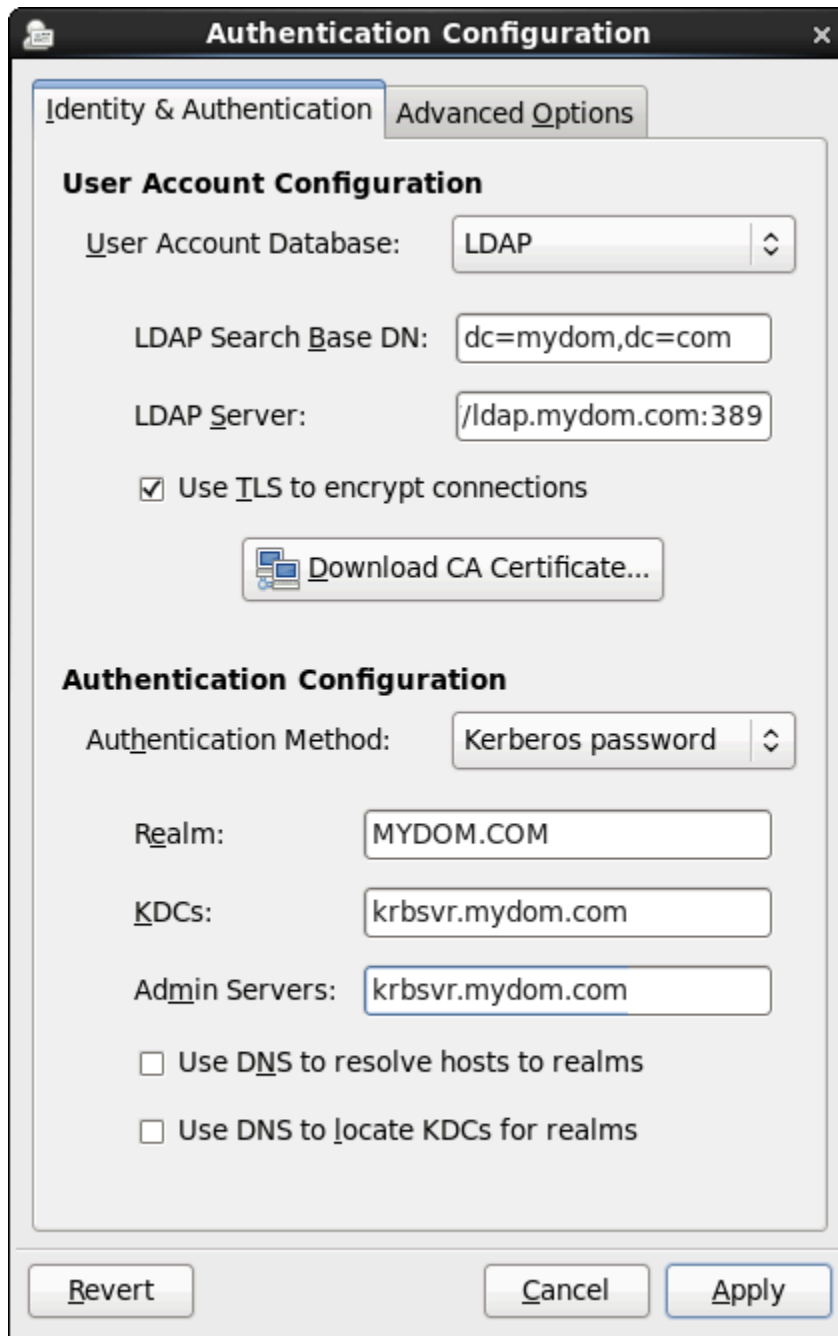 Authentication Configuration
Identity & Authentication
Advanced Options
User Account Configuration
User Account Database: LDAP
LDAP Search Base DN: dc=mydom,dc=com
LDAP Server: /ldap.mydom.com:389
Use TLS to encrypt connections
Download CA Certificate...
Authentication Configuration
Authentication Method: Kerberos password
Realm: MYDOM.COM
KDCs: krbsvr.mydom.com
Admin Servers: krbsvr.mydom.com
Use DNS to resolve hosts to realms
Use DNS to locate KDCs for realms
Revert Cancel Apply